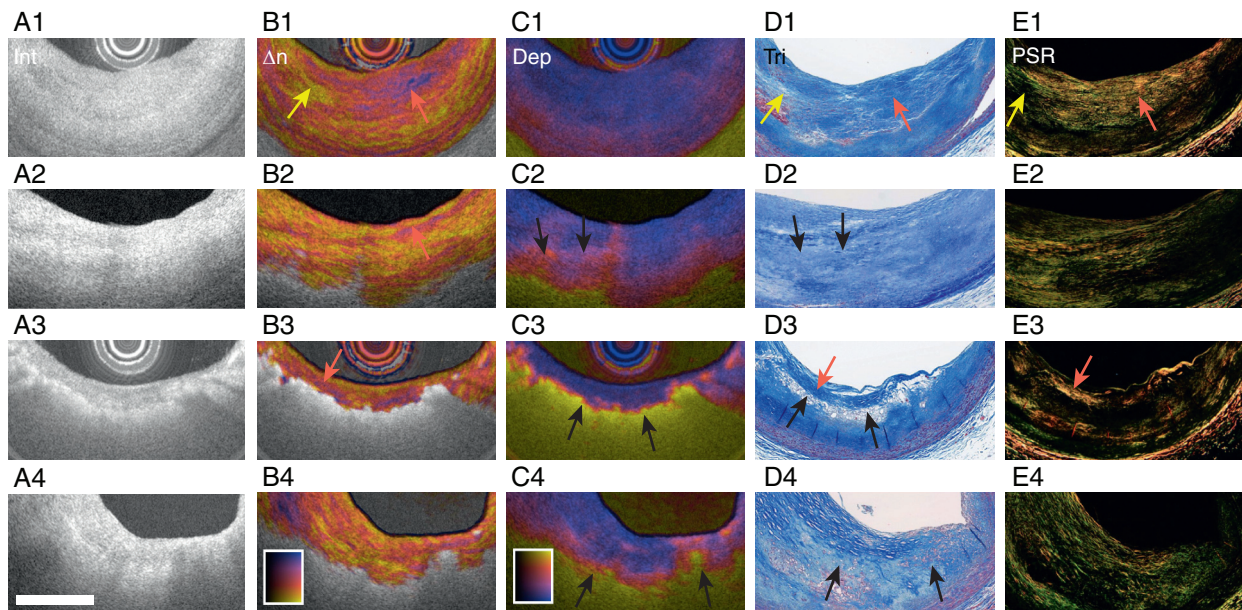 A1 B1 C1 D1 E1
Int Δn Dep Tri PSR
A2 B2 C2 D2 E2
A3 B3 C3 D3 E3
A4 B4 C4 D4 E4